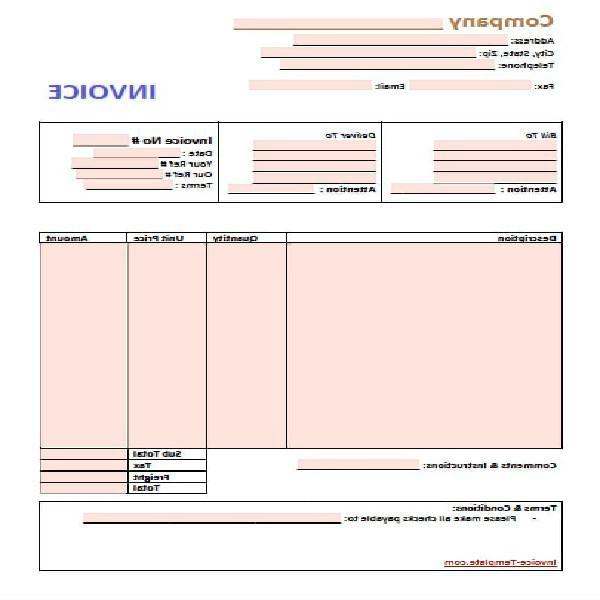 Company
Address:
City, State, Zip:
Telephone:
Fax: Email:
INVOICE
Bill To
Attention :
Deliver To
Attention :
Invoice No #
Date :
Your Ref #
Our Ref #
Terms :
Description Quantity Unit Price Amount
Comments & Instructions:
Sub Total
Tax
Freight
Total
Terms & Conditions:
- Please make all checks payable to:
Invoice-Template.com